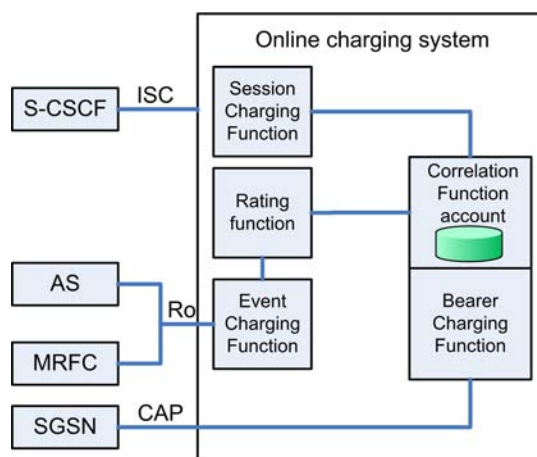 Online charging system
S-CSCF
ISC
Session
Charging
Function
Correlation
Function
account
Rating
function
AS
MRFC
Ro
Event
Charging
Function
Bearer
Charging
Function
SGSN
CAP